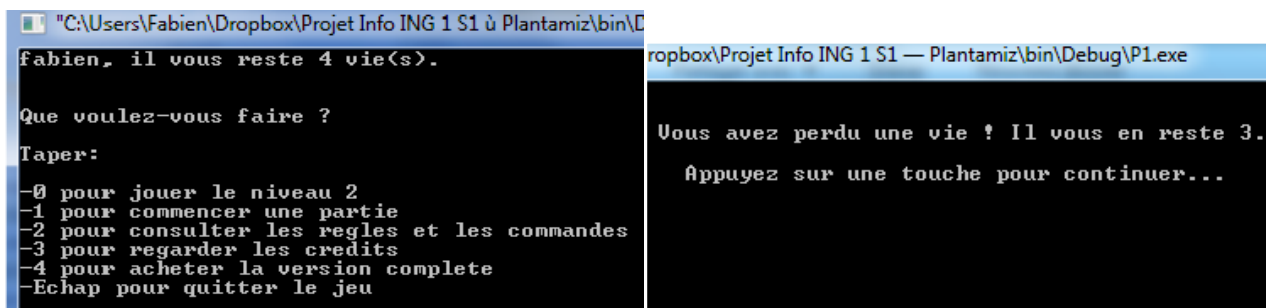 "C:\Users\Fabien\Dropbox\Projet Info ING 1 S1 ù Plantamiz\bin\D
fabien, il vous reste 4 vie(s).
Que voulez-vous faire ?
Taper:
-0 pour jouer le niveau 2
-1 pour commencer une partie
-2 pour consulter les regles et les commandes
-3 pour regarder les credits
-4 pour acheter la version complete
-Echap pour quitter le jeu
ropbox\Projet Info ING 1 S1 — Plantamiz\bin\Debug\P1.exe
Vous avez perdu une vie ! Il vous en reste 3.
Appuyez sur une touche pour continuer...